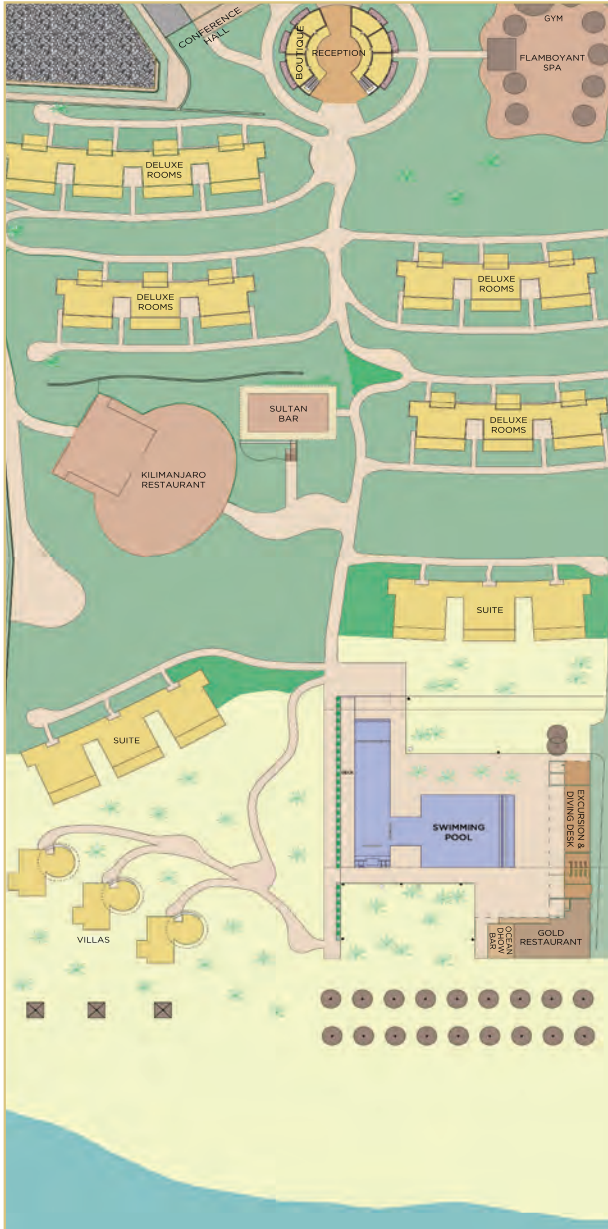 GYM
CONFERENCE
HALL
BOUTIQUE
RECEPTION
FLAMBOYANT
SPA
DELUXE
ROOMS
DELUXE
ROOMS
DELUXE
ROOMS
SULTAN
BAR
DELUXE
ROOMS
KILIMANJARO
RESTAURANT
SUITE
SUITE
EXCURSION &
DIVING DESK
SWIMMING
POOL
VILLAS
OCEAN
DHOW
BAR
GOLD
RESTAURANT